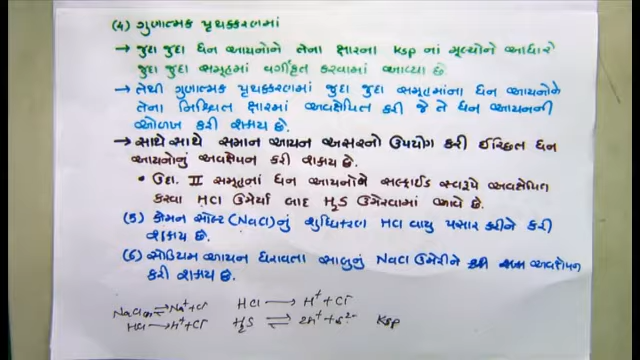 (4) ગુણાત્મક પૃથક્કરણમાં
→ જુદા જુદા ધન આયનોને તેના ક્ષારના Ksp નાં મૂલ્યોને આધારે
જુદા જુદા સમૂહમાં વર્ગીકૃત કરવામાં આવ્યા છે
→ તેથી ગુણાત્મક પૃથક્કરણમાં જુદા જુદા સમૂહમાંના ધન આયનોને
તેના નિશ્ચિત ક્ષારમાં અવક્ષેપિત કરી જે તે ધન આયનની
ઓળખ કરી શકાય છે.
→ સાથે સાથે સમાન આયન અસરનો ઉપયોગ કરી ઈચ્છિત ધન
આયનોનું અવક્ષેપન કરી શકાય છે.
• ઉદા. II સમૂહનાં ધન આયનોને સલ્ફાઈડ સ્વરૂપે અવક્ષેપિત
કરવા HCl ઉમેર્યા બાદ H2S ઉમેરવામાં આવે છે.
(5) કોમન સોલ્ટ (NaCl) નું શુધ્ધિકરણ HCl વાયુ પસાર કરીને કરી
શકાય છે.
(6) સોડિયમ આયન ધરાવતા સાબુનું NaCl ઉમેરીને અવક્ષેપન
કરી શકાય છે.
NaCl ⇌ Na+ + Cl- HCl → H+ + Cl-
HCl → H+ + Cl- H2S ⇌ 2H+ + S2- Ksp